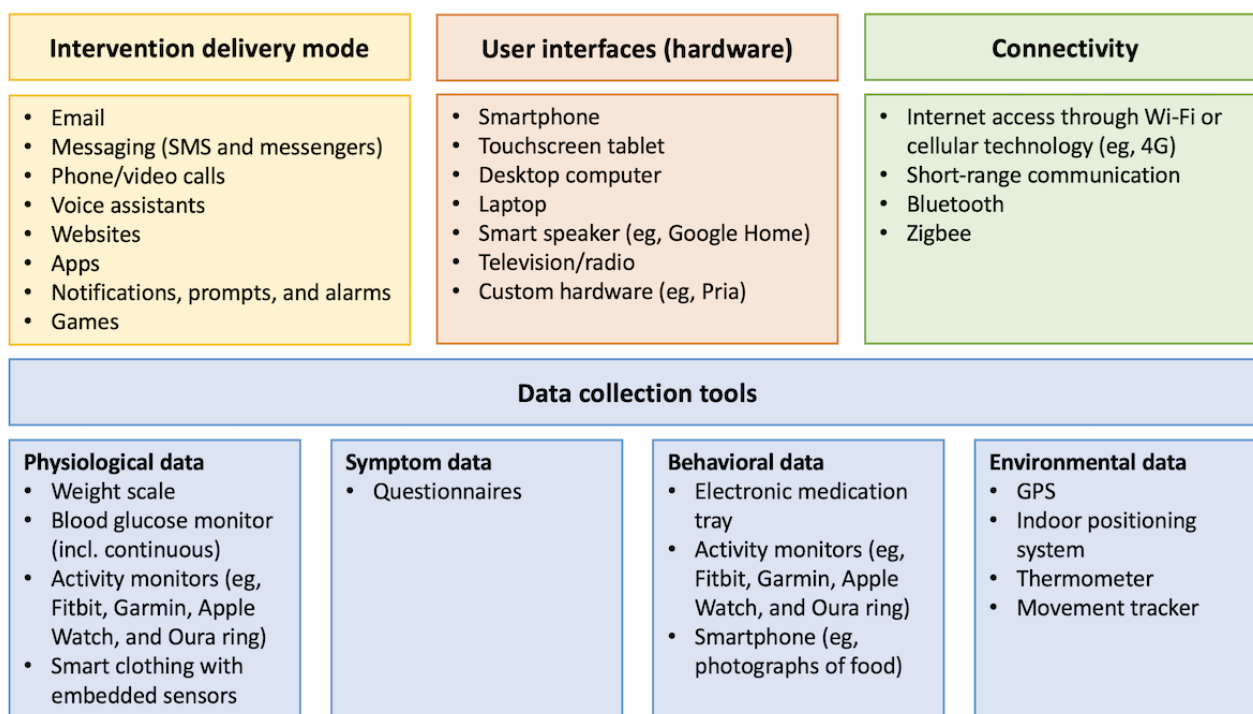 Intervention delivery mode
• Email
• Messaging (SMS and messengers)
• Phone/video calls
• Voice assistants
• Websites
• Apps
• Notifications, prompts, and alarms
• Games
User interfaces (hardware)
• Smartphone
• Touchscreen tablet
• Desktop computer
• Laptop
• Smart speaker (eg, Google Home)
• Television/radio
• Custom hardware (eg, Pria)
Connectivity
• Internet access through Wi-Fi or
cellular technology (eg, 4G)
• Short-range communication
• Bluetooth
• Zigbee
Data collection tools
Physiological data
• Weight scale
• Blood glucose monitor
(incl. continuous)
• Activity monitors (eg,
Fitbit, Garmin, Apple
Watch, and Oura ring)
• Smart clothing with
embedded sensors
Symptom data
• Questionnaires
Behavioral data
• Electronic medication
tray
• Activity monitors (eg,
Fitbit, Garmin, Apple
Watch, and Oura ring)
• Smartphone (eg,
photographs of food)
Environmental data
• GPS
• Indoor positioning
system
• Thermometer
• Movement tracker